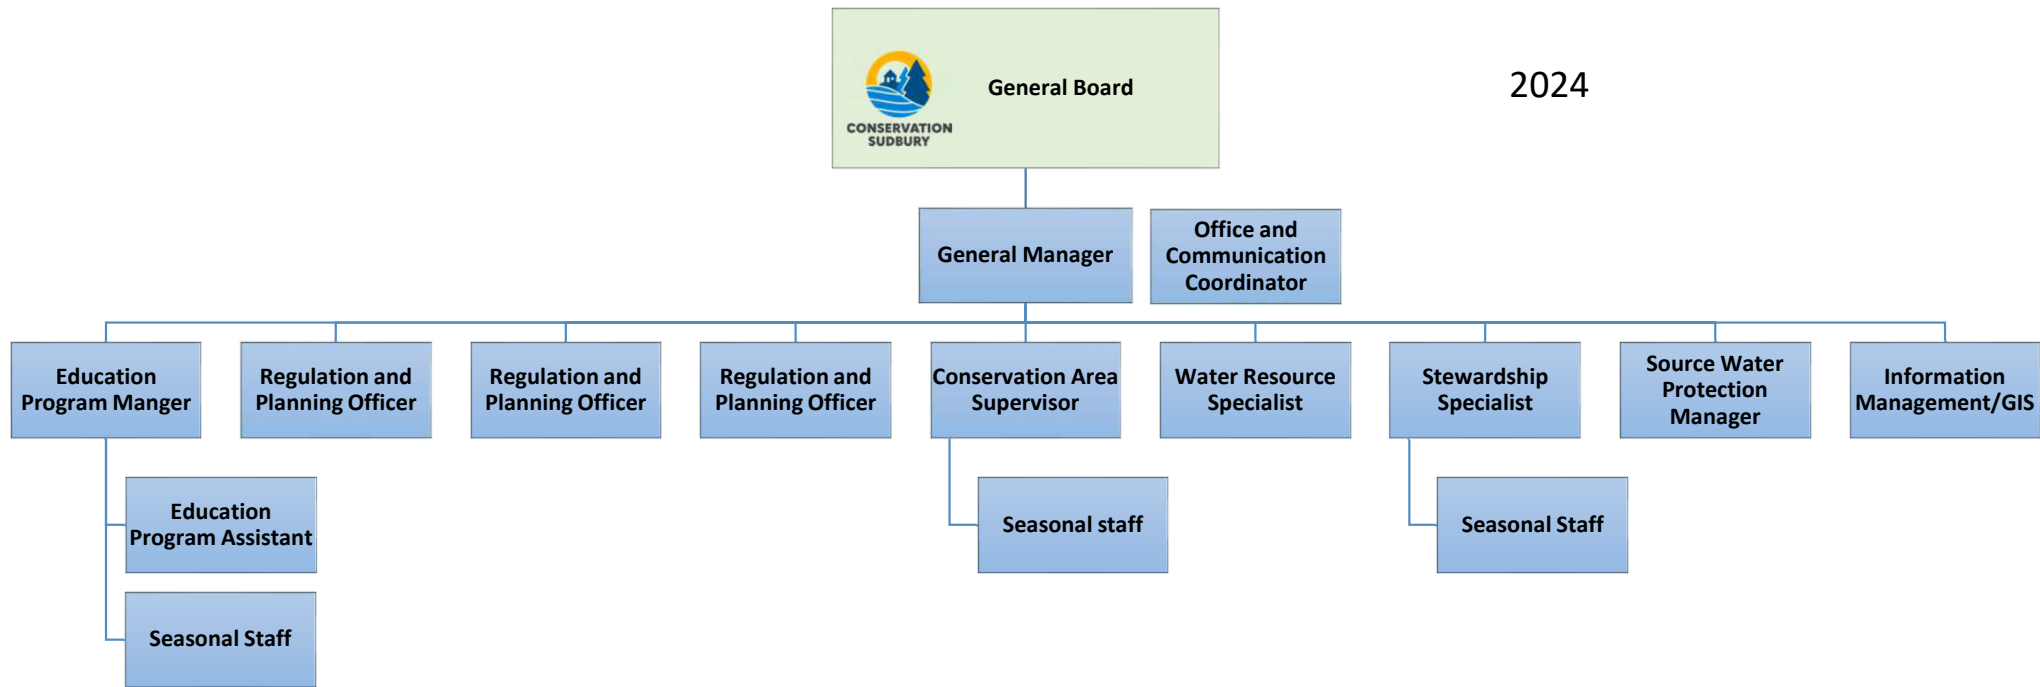 General Board
2024
CONSERVATION
SUDBURY
General Manager
Office and
Communication
Coordinator
Education
Program Manger
Regulation and
Planning Officer
Regulation and
Planning Officer
Regulation and
Planning Officer
Conservation Area
Supervisor
Water Resource
Specialist
Stewardship
Specialist
Source Water
Protection
Manager
Information
Management/GIS
Education
Program Assistant
Seasonal staff
Seasonal Staff
Seasonal Staff